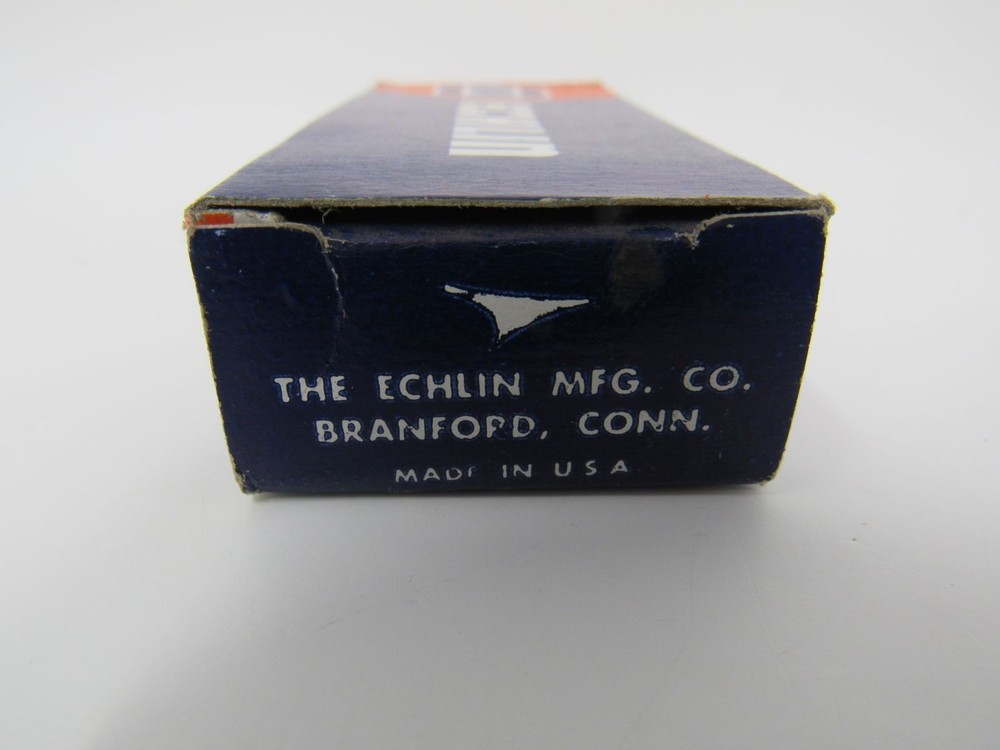 THE ECHLIN MFG. CO.
BRANFORD, CONN.
MADE IN USA